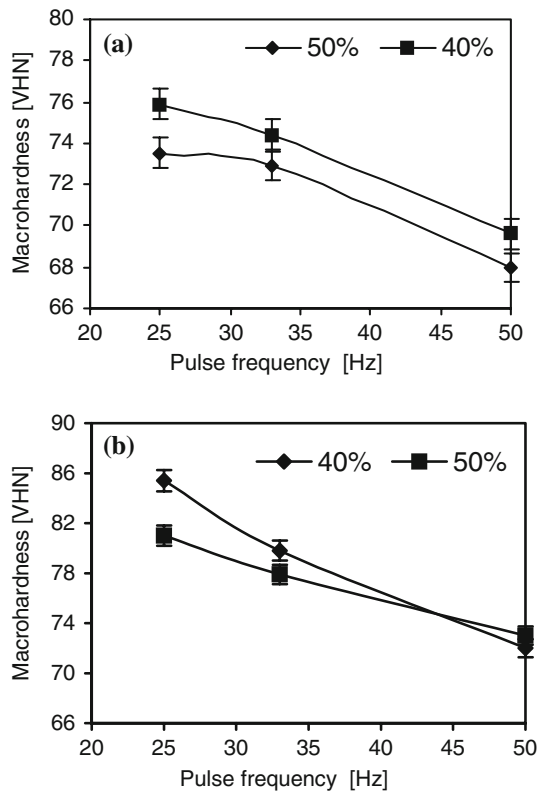 (a)
50% 40%
Macrohardness [VHN]
80
78
76
74
72
70
68
66
20 25 30 35 40 45 50
Pulse frequency [Hz]
(b)
40% 50%
Macrohardness [VHN]
90
86
82
78
74
70
66
20 25 30 35 40 45 50
Pulse frequency [Hz]